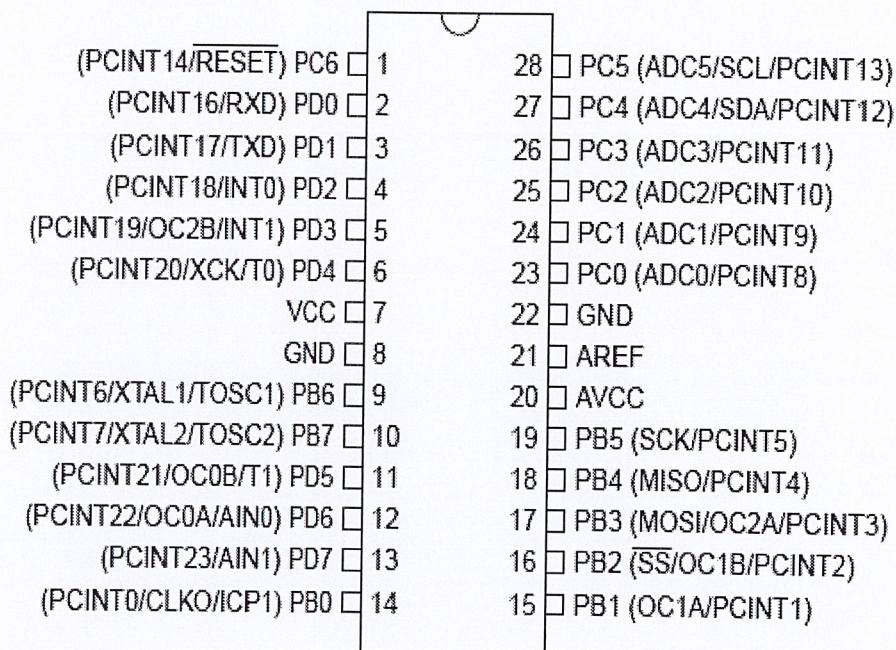 (PCINT14/RESET) PC6 1 28 PC5 (ADC5/SCL/PCINT13)
(PCINT16/RXD) PD0 2 27 PC4 (ADC4/SDA/PCINT12)
(PCINT17/TXD) PD1 3 26 PC3 (ADC3/PCINT11)
(PCINT18/INT0) PD2 4 25 PC2 (ADC2/PCINT10)
(PCINT19/OC2B/INT1) PD3 5 24 PC1 (ADC1/PCINT9)
(PCINT20/XCK/T0) PD4 6 23 PC0 (ADC0/PCINT8)
VCC 7 22 GND
GND 8 21 AREF
(PCINT6/XTAL1/TOSC1) PB6 9 20 AVCC
(PCINT7/XTAL2/TOSC2) PB7 10 19 PB5 (SCK/PCINT5)
(PCINT21/OC0B/T1) PD5 11 18 PB4 (MISO/PCINT4)
(PCINT22/OC0A/AIN0) PD6 12 17 PB3 (MOSI/OC2A/PCINT3)
(PCINT23/AIN1) PD7 13 16 PB2 (SS/OC1B/PCINT2)
(PCINT0/CLKO/ICP1) PB0 14 15 PB1 (OC1A/PCINT1)